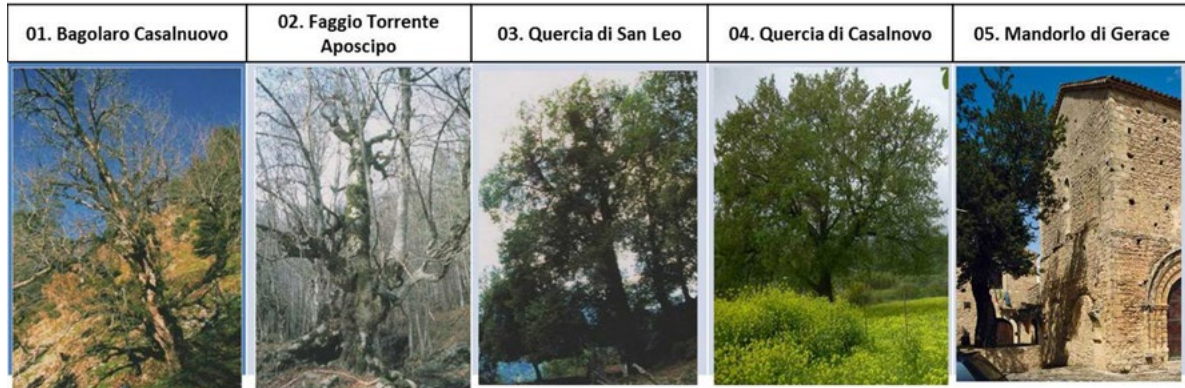 01. Bagolaro Casalnuovo
02. Faggio Torrente
Aposcipo
03. Quercia di San Leo
04. Quercia di Casalnovo
05. Mandorlo di Gerace